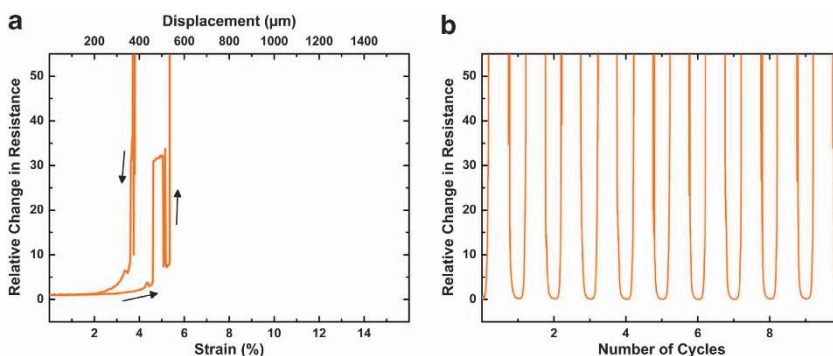 a
Displacement (µm)
200 400 600 800 1000 1200 1400
Relative Change in Resistance
50
40
30
20
10
0
2 4 6 8 10 12 14
Strain (%)
b
Relative Change in Resistance
50
40
30
20
10
0
2 4 6 8
Number of Cycles